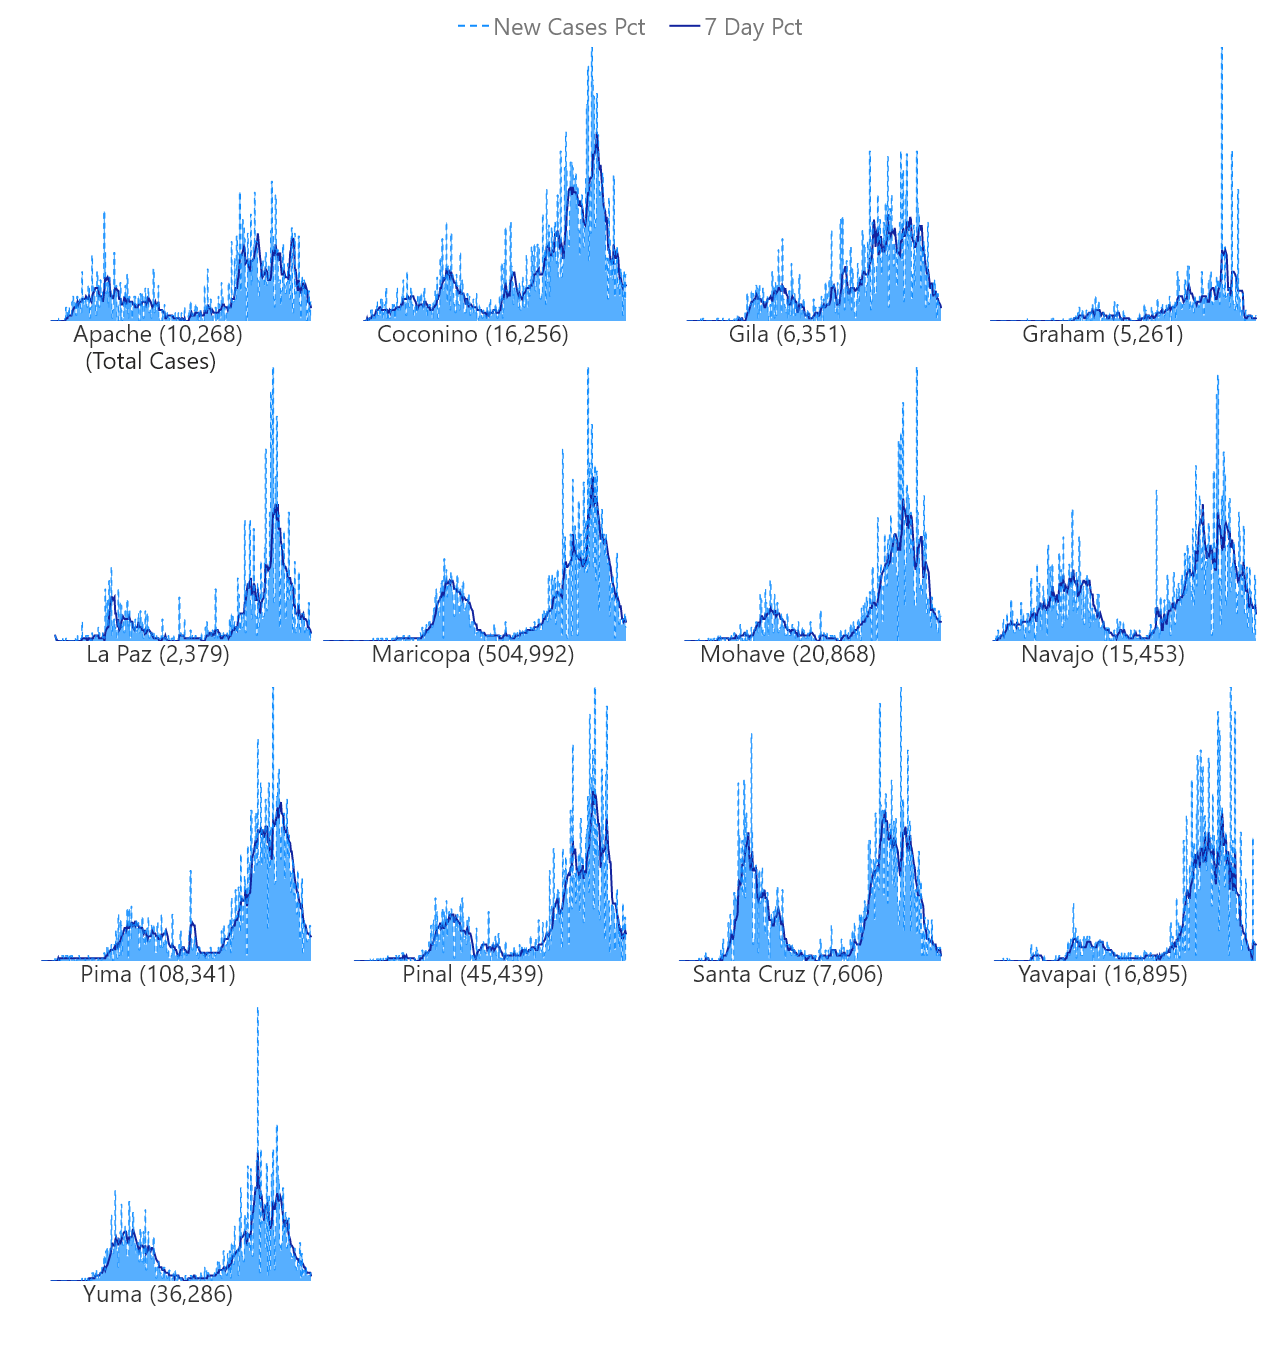 New Cases Pct 7 Day Pct
Apache (10,268)
(Total Cases)
Coconino (16,256)
Gila (6,351)
Graham (5,261)
La Paz (2,379)
Maricopa (504,992)
Mohave (20,868)
Navajo (15,453)
Pima (108,341)
Pinal (45,439)
Santa Cruz (7,606)
Yavapai (16,895)
Yuma (36,286)